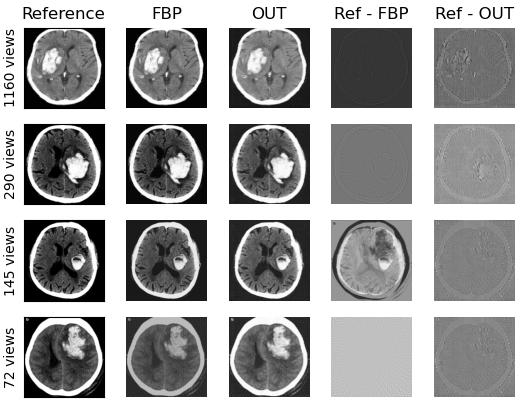 Reference FBP OUT Ref - FBP Ref - OUT
1160 views
290 views
145 views
72 views